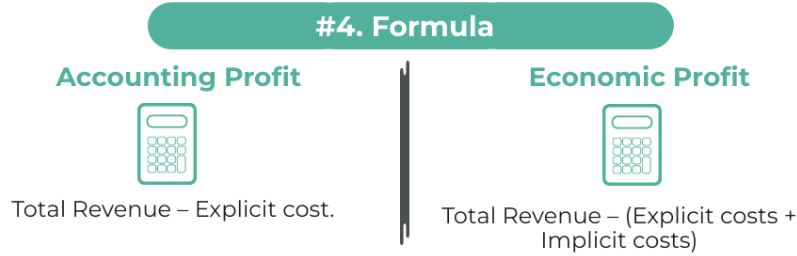 #4. Formula
Accounting Profit
Total Revenue – Explicit cost.
Economic Profit
Total Revenue – (Explicit costs +
Implicit costs)